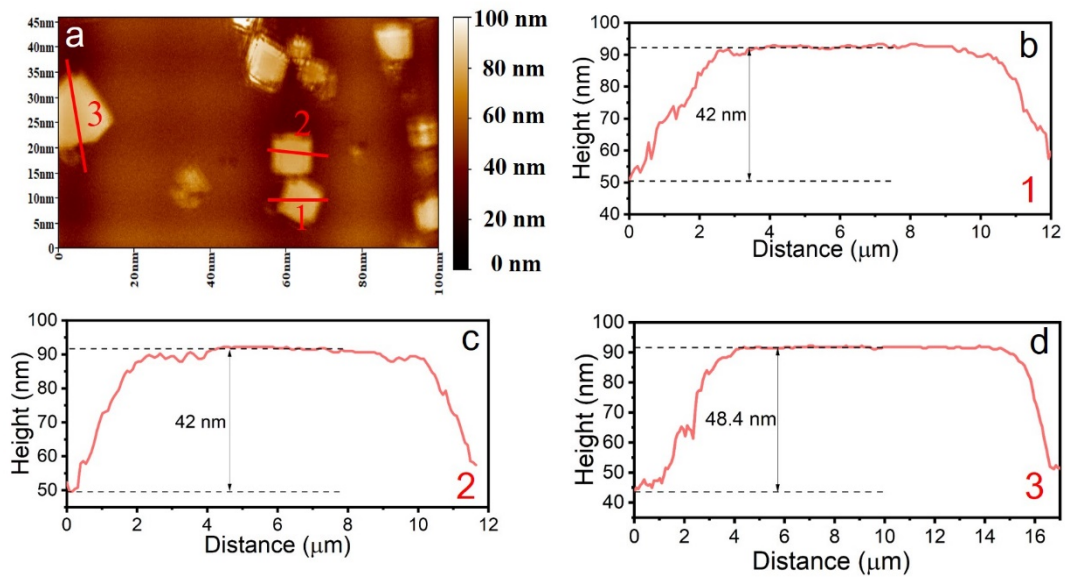 a
45nm
40nm
35nm
30nm
25nm
20nm
15nm
10nm
5nm
0
0
20nm
40nm
60nm
80nm
100nm
3
2
1
100 nm
80 nm
60 nm
40 nm
20 nm
0 nm
b
Height (nm)
100
90
80
70
60
50
40
42 nm
0 2 4 6 8 10 12
Distance (μm)
1
c
Height (nm)
100
90
80
70
60
50
42 nm
0 2 4 6 8 10 12
Distance (μm)
2
d
Height (nm)
100
90
80
70
60
50
40
48.4 nm
0 2 4 6 8 10 12 14 16
Distance (μm)
3